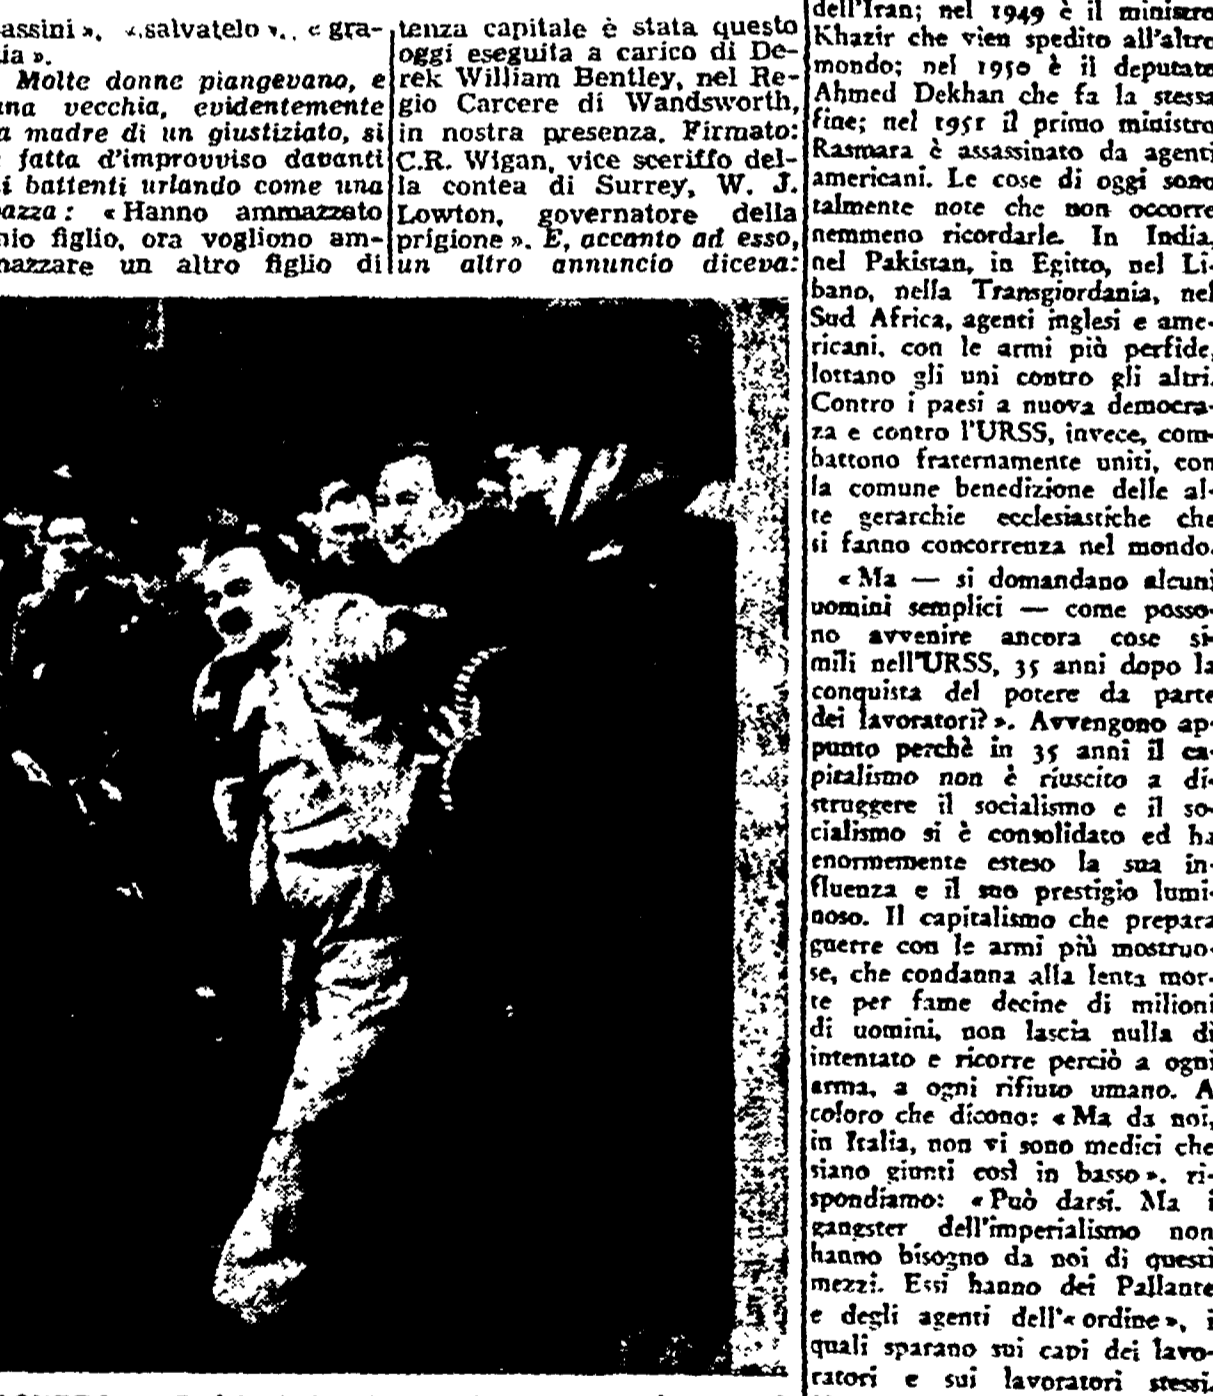 assini ». « salvatelo ». « gra-
ia ».
Molte donne piangevano, e
una vecchia, evidentemente
a madre di un giustiziato, si
fatta d'improvviso davanti
i battenti urlando come una
pazza: « Hanno ammazzato
mio figlio, ora vogliono am-
mazzare un altro figlio di
tenza capitale è stata questo
oggi eseguita a carico di De-
rek William Bentley, nel Re-
gio Carcere di Wandsworth,
in nostra presenza. Firmato:
C.R. Wigan, vice sceriffo del-
la contea di Surrey, W. J.
Lowton, governatore della
prigione ». E, accanto ad esso,
un altro annuncio diceva:
dell'Iran; nel 1949 è il ministro
Khazir che vien spedito all'altro
mondo; nel 1950 è il deputato
Ahmed Dekhan che fa la stessa
fine; nel 1951 il primo ministro
Rasmara è assassinato da agenti
americani. Le cose di oggi sono
talmente note che non occorre
nemmeno ricordarle. In India,
nel Pakistan, in Egitto, nel Li-
bano, nella Transgiordania, nel
Sud Africa, agenti inglesi e ame-
ricani, con le armi più perfide,
lottano gli uni contro gli altri.
Contro i paesi a nuova democra-
za e contro l'URSS, invece, com-
battono fraternamente uniti, con
la comune benedizione delle al-
te gerarchie ecclesiastiche che
si fanno concorrenza nel mondo.
« Ma — si domandano alcuni
uomini semplici — come posso-
no avvenire ancora cose si-
mili nell'URSS, 35 anni dopo la
conquista del potere da parte
dei lavoratori? ». Avvengono ap-
punto perchè in 35 anni il ca-
pitalismo non è riuscito a di-
struggere il socialismo e il so-
cialismo si è consolidato ed ha
enormemente esteso la sua in-
fluenza e il suo prestigio lumi-
noso. Il capitalismo che prepara
guerre con le armi più mostruo-
se, che condanna alla lenta mor-
te per fame decine di milioni
di uomini, non lascia nulla di
intentato e ricorre perciò a ogni
arma, a ogni rifiuto umano. A
coloro che dicono: « Ma da noi,
in Italia, non vi sono medici che
siano giunti così in basso ». ri-
spondiamo: « Può darsi. Ma i
gangster dell'imperialismo non
hanno bisogno da noi di questi
mezzi. Essi hanno dei Pallante
e degli agenti dell'« ordine », i
quali sparano sui capi dei lavo-
ratori e sui lavoratori stessi.